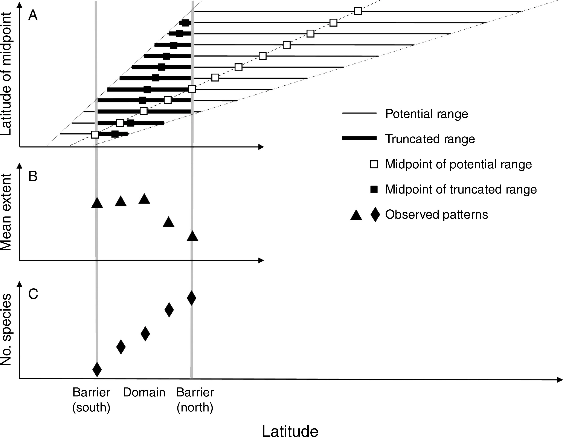 A
Latitude of midpoint
Potential range
Truncated range
Midpoint of potential range
Midpoint of truncated range
Observed patterns
B
Mean extent
C
No. species
Barrier
(south)
Domain
Barrier
(north)
Latitude